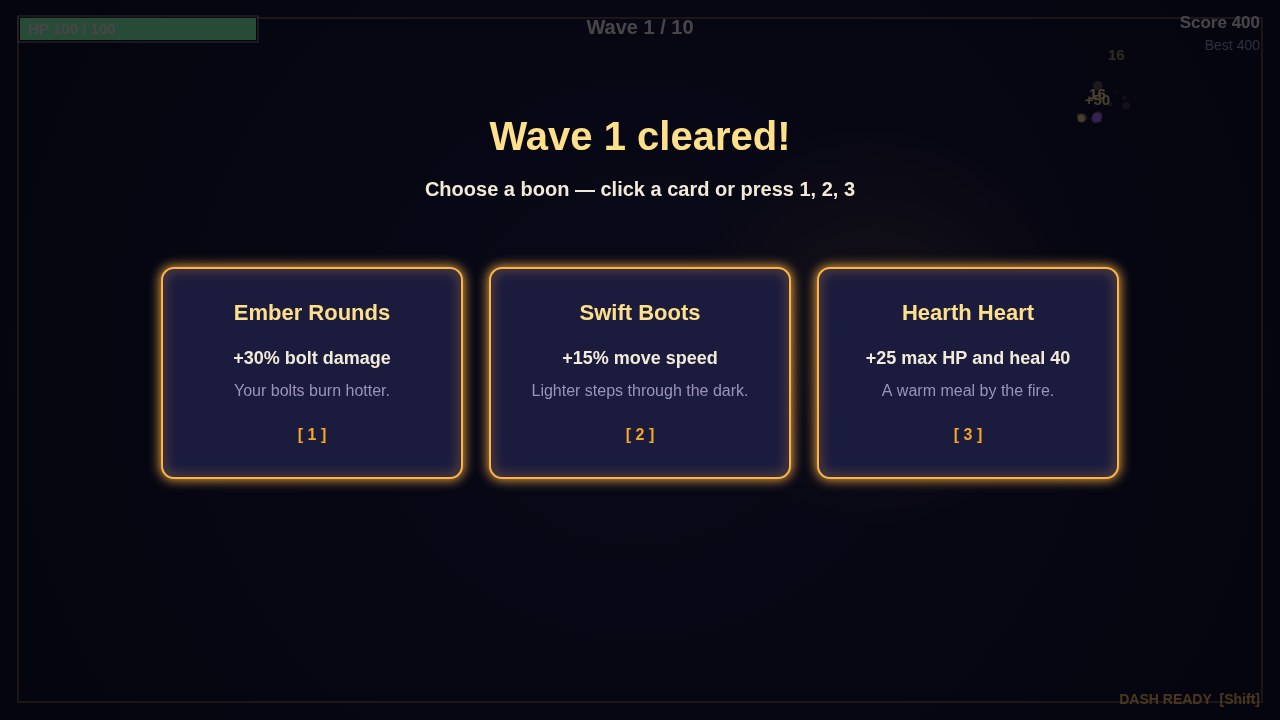 HP 100 / 100
Wave 1 / 10
Score 400
Best 400
16
16
+90
Wave 1 cleared!
Choose a boon — click a card or press 1, 2, 3
Ember Rounds
+30% bolt damage
Your bolts burn hotter.
[ 1 ]
Swift Boots
+15% move speed
Lighter steps through the dark.
[ 2 ]
Hearth Heart
+25 max HP and heal 40
A warm meal by the fire.
[ 3 ]
DASH READY [Shift]